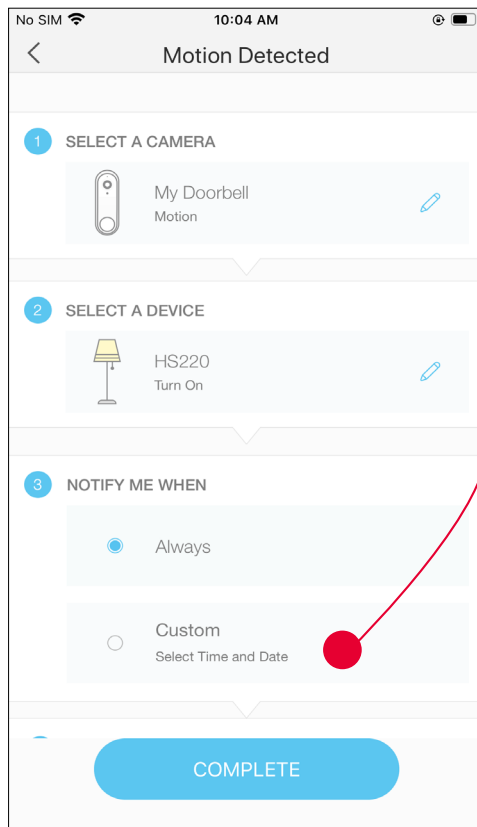 No SIM 10:04 AM
Motion Detected
1 SELECT A CAMERA
My Doorbell
Motion
2 SELECT A DEVICE
HS220
Turn On
3 NOTIFY ME WHEN
Always
Custom
Select Time and Date
COMPLETE